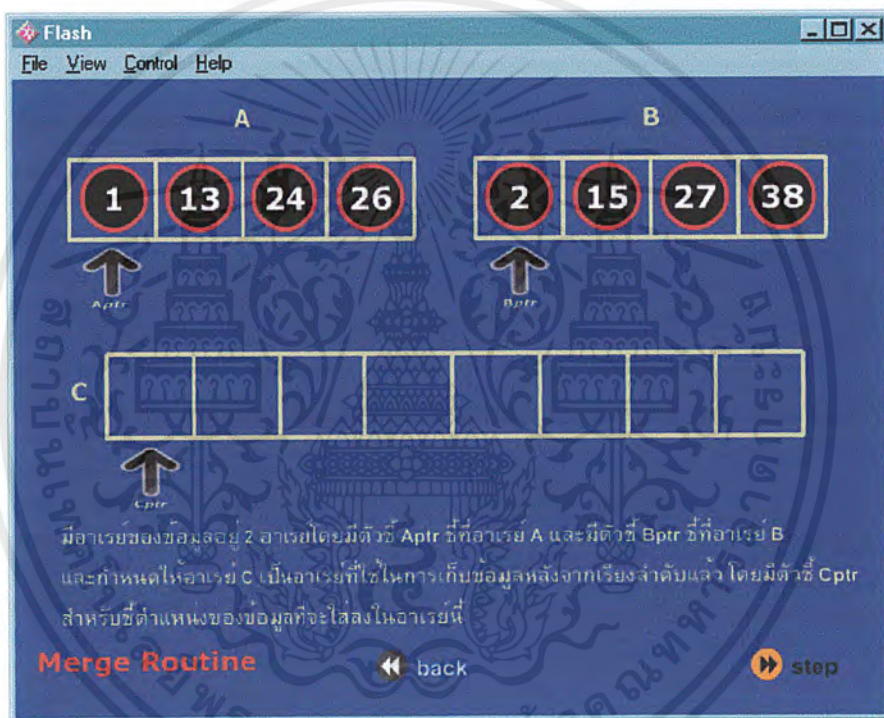 Flash
File View Control Help
A B
1 13 24 26 2 15 27 38
Aptr Bptr
C
Cptr
มีอาเรย์ของข้อมูลอยู่ 2 อาเรย์โดยมีตัวชี้ Aptr ชี้ที่อาเรย์ A และมีตัวชี้ Bptr ชี้ที่อาเรย์ B
และกำหนดให้อาเรย์ C เป็นอาเรย์ที่ใช้ในการเก็บข้อมูลหลังจากเรียงลำดับแล้ว โดยมีตัวชี้ Cptr
สำหรับชี้ตำแหน่งของข้อมูลที่จะใส่ลงในอาเรย์นี้
Merge Routine back step